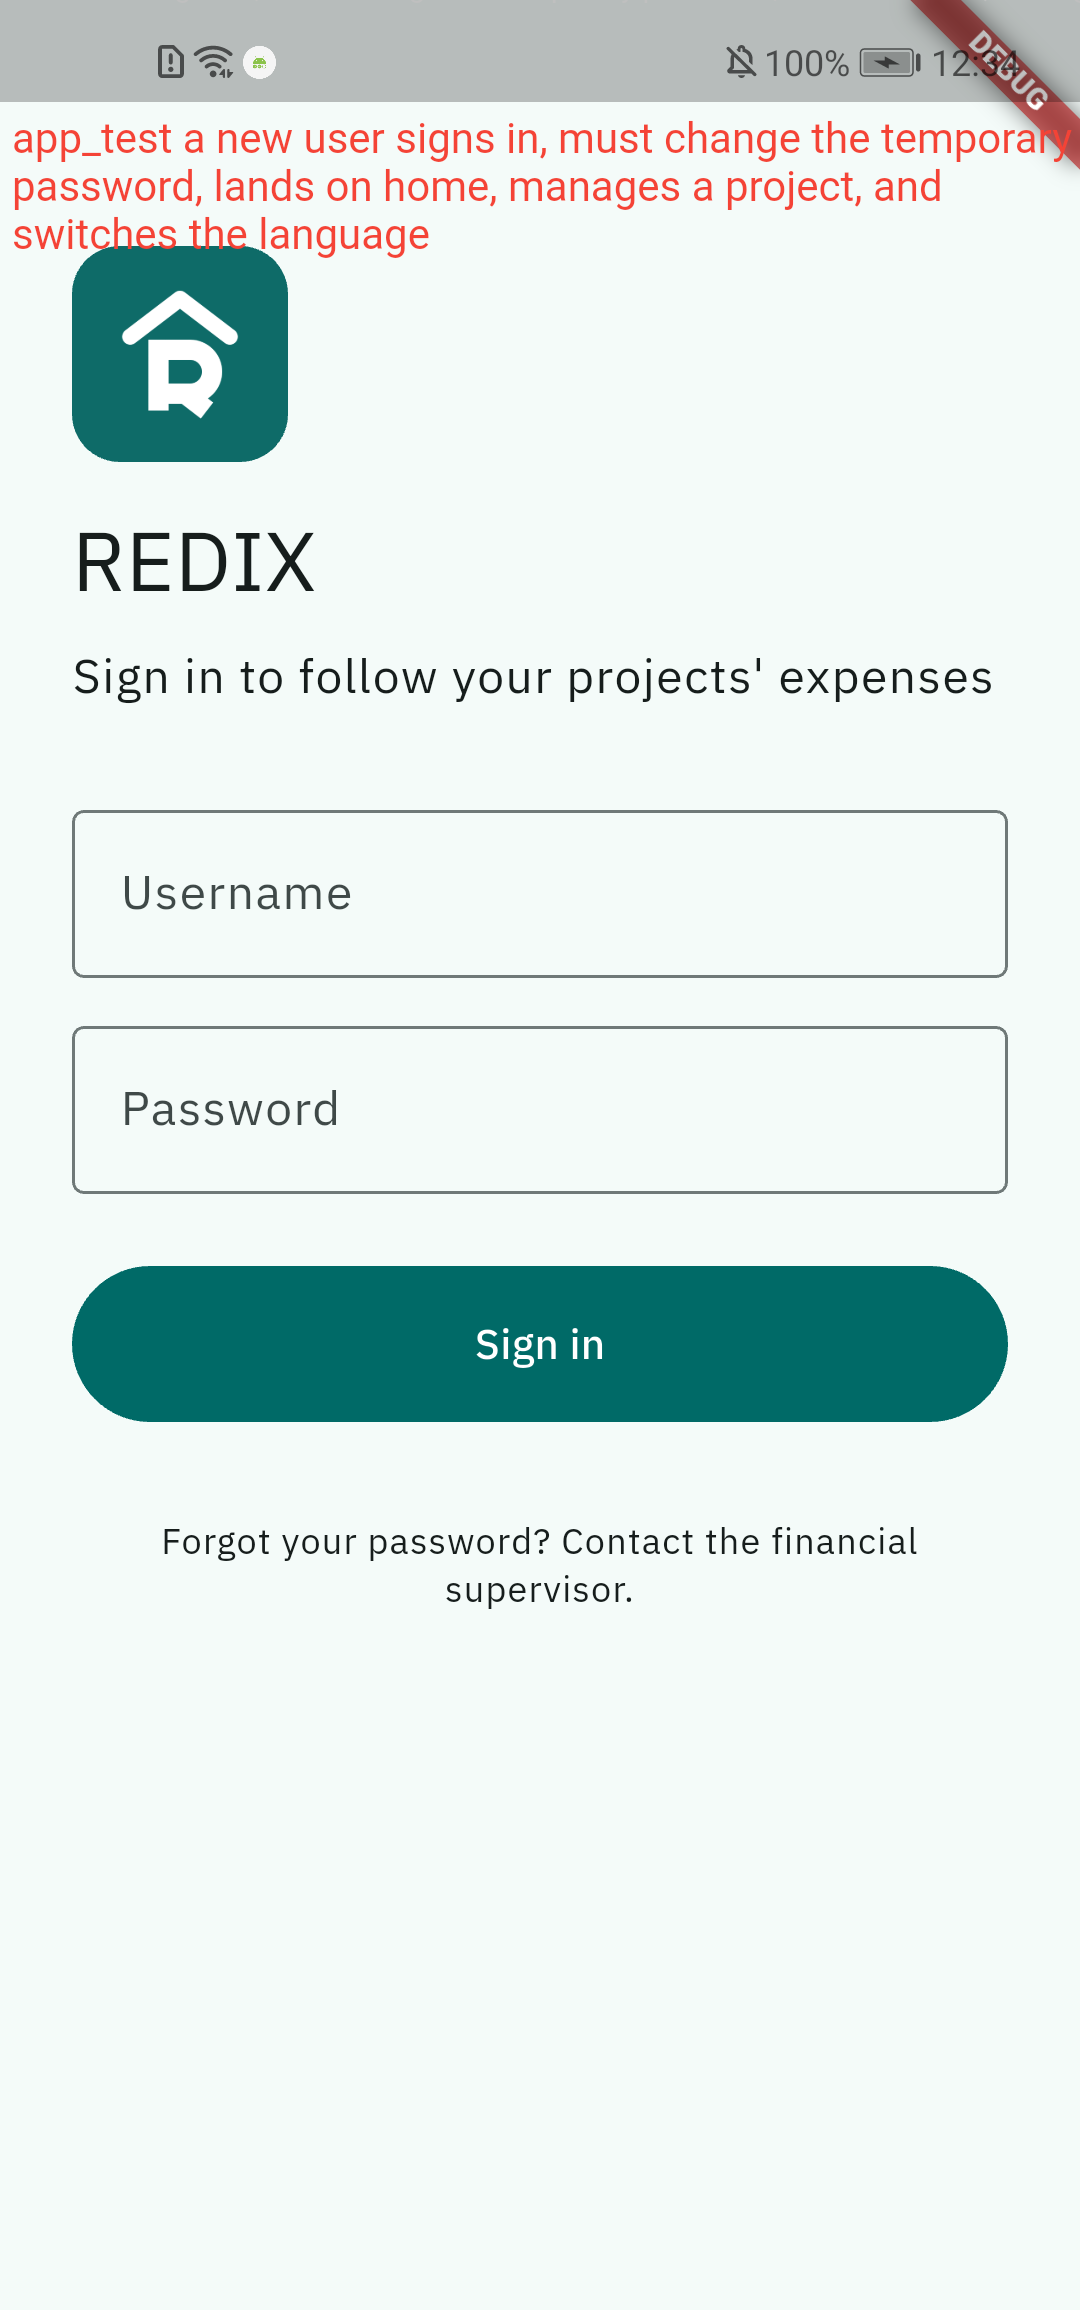 100% 12:34
DEBUG
app_test a new user signs in, must change the temporary
password, lands on home, manages a project, and
switches the language
R
REDIX
Sign in to follow your projects' expenses
Username
Password
Sign in
Forgot your password? Contact the financial
supervisor.